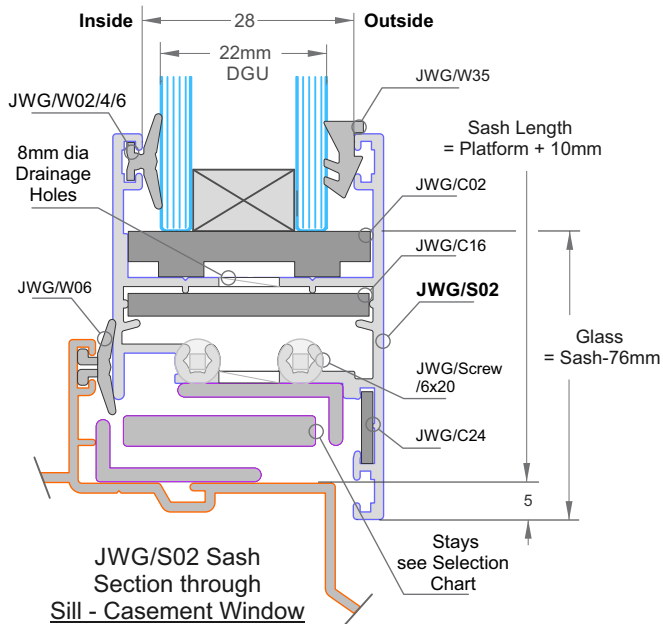 Inside
28
Outside
22mm
DGU
JWG/W35
JWG/W02/4/6
Sash Length
= Platform + 10mm
8mm dia
Drainage
Holes
JWG/C02
JWG/C16
JWG/W06
JWG/S02
Glass
= Sash-76mm
JWG/Screw
/6x20
JWG/C24
5
Stays
see Selection
Chart
JWG/S02 Sash
Section through
Sill - Casement Window